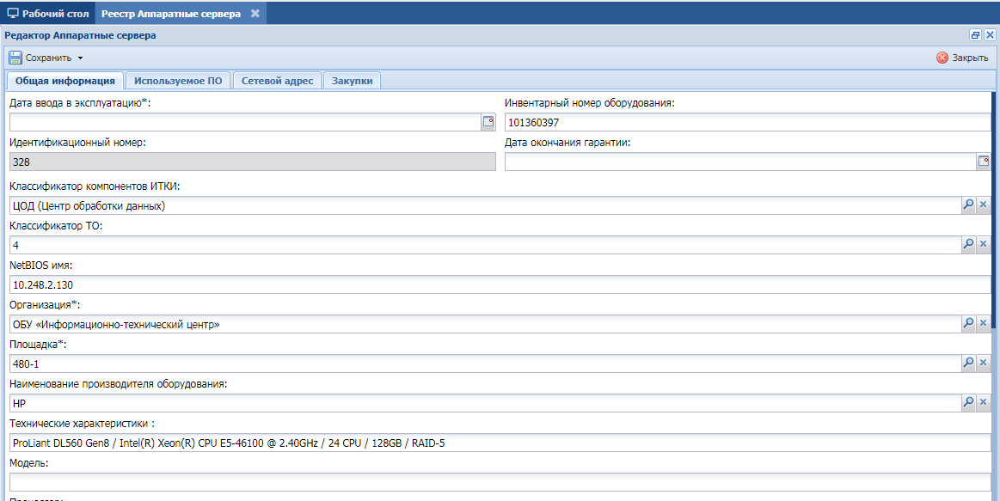 Рабочий стол
Реестр Аппаратные сервера
Редактор Аппаратные сервера
Сохранить
Закрыть
Общая информация
Используемое ПО
Сетевой адрес
Закупки
Дата ввода в эксплуатацию*:
Инвентарный номер оборудования:
101360397
Идентификационный номер:
Дата окончания гарантии:
328
Классификатор компонентов ИТКИ:
ЦОД (Центр обработки данных)
Классификатор ТО:
4
NetBIOS имя:
10.248.2.130
Организация*:
ОБУ «Информационно-технический центр»
Площадка*:
480-1
Наименование производителя оборудования:
HP
Технические характеристики :
ProLiant DL560 Gen8 / Intel(R) Xeon(R) CPU E5-46100 @ 2.40GHz / 24 CPU / 128GB / RAID-5
Модель: